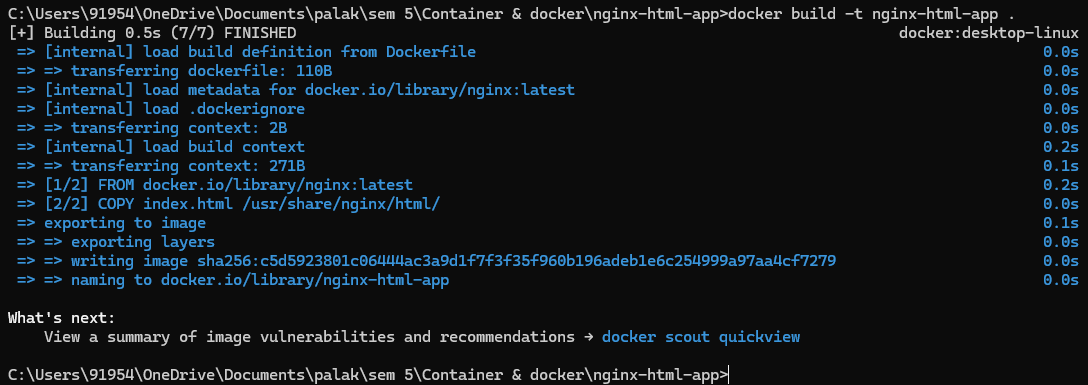 C:\Users\91954\OneDrive\Documents\palak\sem 5\Container & docker\nginx-html-app>docker build -t nginx-html-app .
[+] Building 0.5s (7/7) FINISHED docker:desktop-linux
=> [internal] load build definition from Dockerfile 0.0s
=> => transferring dockerfile: 110B 0.0s
=> [internal] load metadata for docker.io/library/nginx:latest 0.0s
=> [internal] load .dockerignore 0.0s
=> => transferring context: 2B 0.0s
=> [internal] load build context 0.2s
=> => transferring context: 271B 0.1s
=> [1/2] FROM docker.io/library/nginx:latest 0.2s
=> [2/2] COPY index.html /usr/share/nginx/html/ 0.0s
=> exporting to image 0.1s
=> => exporting layers 0.0s
=> => writing image sha256:c5d5923801c06444ac3a9d1f7f3f35f960b196adeb1e6c254999a97aa4cf7279 0.0s
=> => naming to docker.io/library/nginx-html-app 0.0s
What's next:
View a summary of image vulnerabilities and recommendations → docker scout quickview
C:\Users\91954\OneDrive\Documents\palak\sem 5\Container & docker\nginx-html-app>